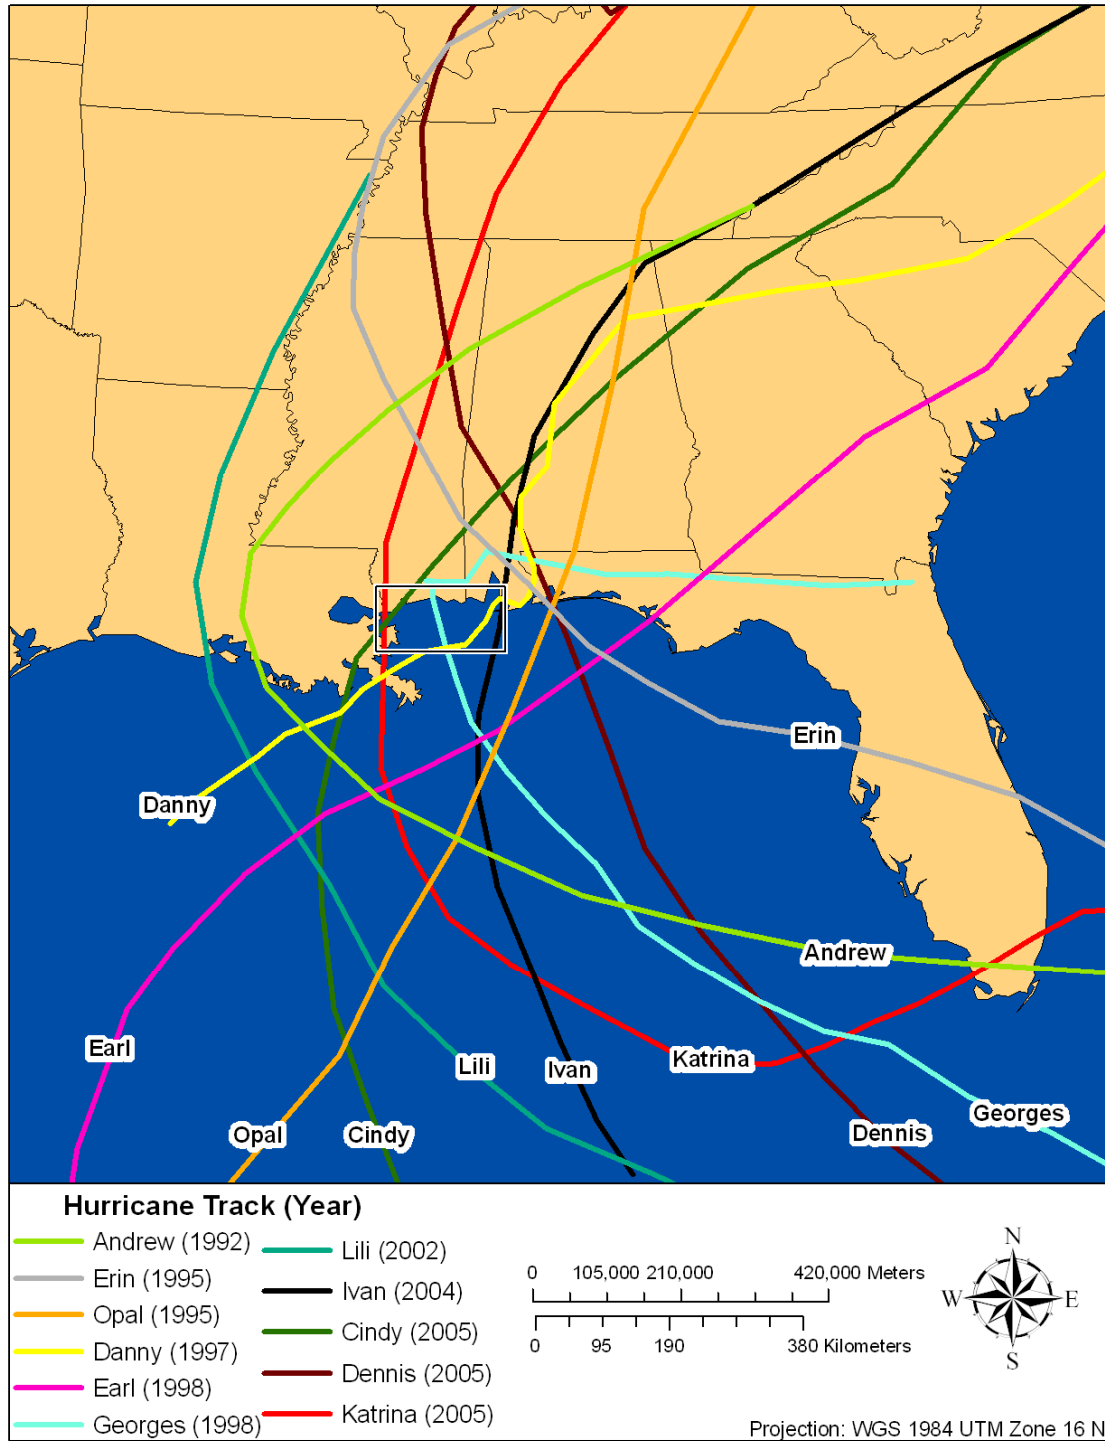 Erin
Danny
Andrew
Earl
Katrina
Lili
Ivan
Georges
Opal
Cindy
Dennis
Hurricane Track (Year)
Andrew (1992)
Erin (1995)
Opal (1995)
Danny (1997)
Earl (1998)
Georges (1998)
Lili (2002)
Ivan (2004)
Cindy (2005)
Dennis (2005)
Katrina (2005)
0 105,000 210,000 420,000 Meters
0 95 190 380 Kilometers
N
W E
S
Projection: WGS 1984 UTM Zone 16 N